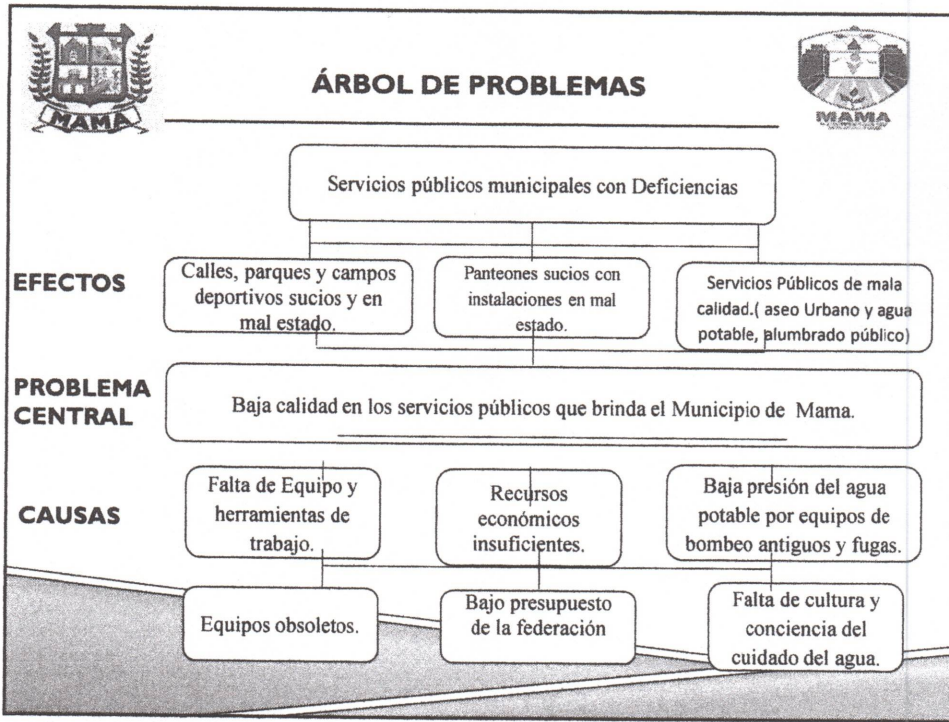 ÁRBOL DE PROBLEMAS
MAMA
MAMA
Servicios públicos municipales con Deficiencias
EFECTOS
Calles, parques y campos
deportivos sucios y en
mal estado.
Panteones sucios con
instalaciones en mal
estado.
Servicios Públicos de mala
calidad.( aseo Urbano y agua
potable, alumbrado público)
PROBLEMA
CENTRAL
Baja calidad en los servicios públicos que brinda el Municipio de Mama.
CAUSAS
Falta de Equipo y
herramientas de
trabajo.
Recursos
económicos
insuficientes.
Baja presión del agua
potable por equipos de
bombeo antiguos y fugas.
Equipos obsoletos.
Bajo presupuesto
de la federación
Falta de cultura y
conciencia del
cuidado del agua.